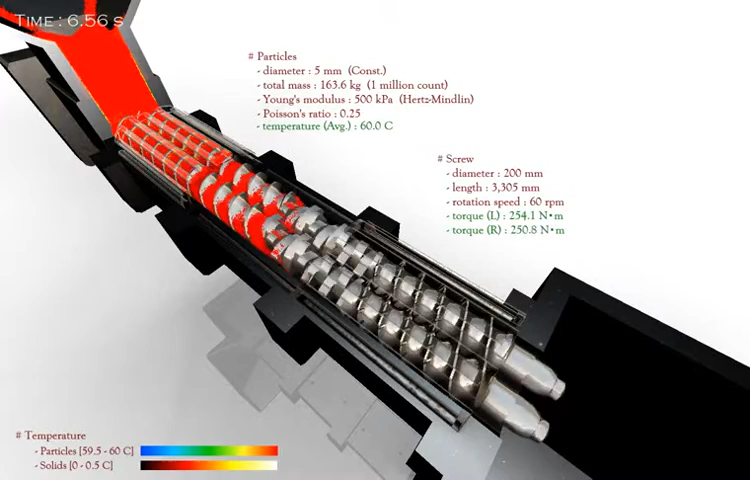 Time : 6.56 s
# Particles
- diameter : 5 mm (Const.)
- total mass : 163.6 kg (1 million count)
- Young's modulus : 500 kPa (Hertz-Mindlin)
- Poisson's ratio : 0.25
- temperature (Avg.) : 60.0 C
# Screw
- diameter : 200 mm
- length : 3,305 mm
- rotation speed : 60 rpm
- torque (L) : 254.1 N•m
- torque (R) : 250.8 N•m
# Temperature
- Particles [59.5 - 60 C]
- Solids [0 - 0.5 C]